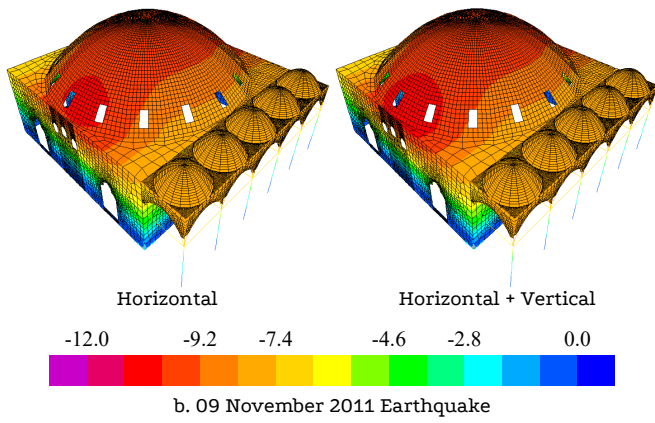 Horizontal
Horizontal + Vertical
-12.0 -9.2 -7.4 -4.6 -2.8 0.0
b. 09 November 2011 Earthquake